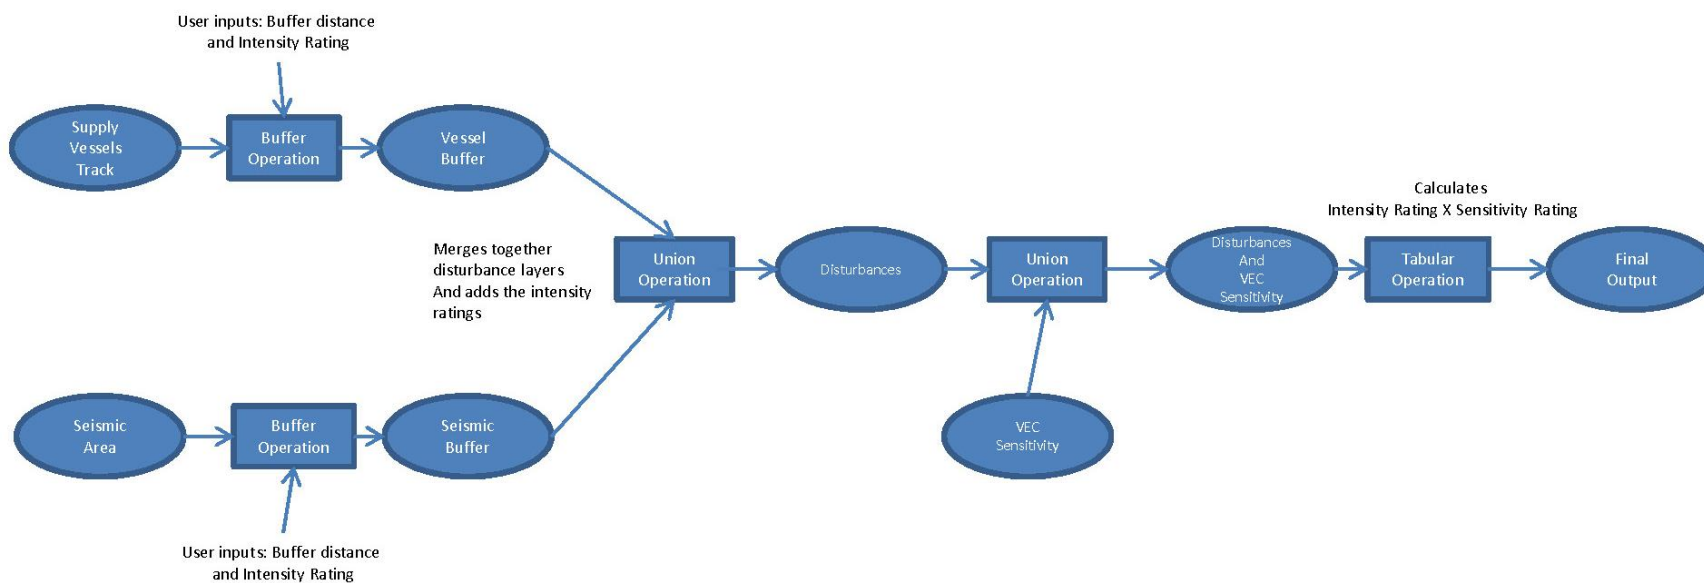 User inputs: Buffer distance
and Intensity Rating
Supply
Vessels
Track
Buffer
Operation
Vessel
Buffer
Merges together
disturbance layers
And adds the intensity
ratings
Union
Operation
Disturbances
Union
Operation
Disturbances
And
VEC
Sensitivity
Calculates
Intensity Rating X Sensitivity Rating
Tabular
Operation
Final
Output
Seismic
Area
Buffer
Operation
Seismic
Buffer
VEC
Sensitivity
User inputs: Buffer distance
and Intensity Rating